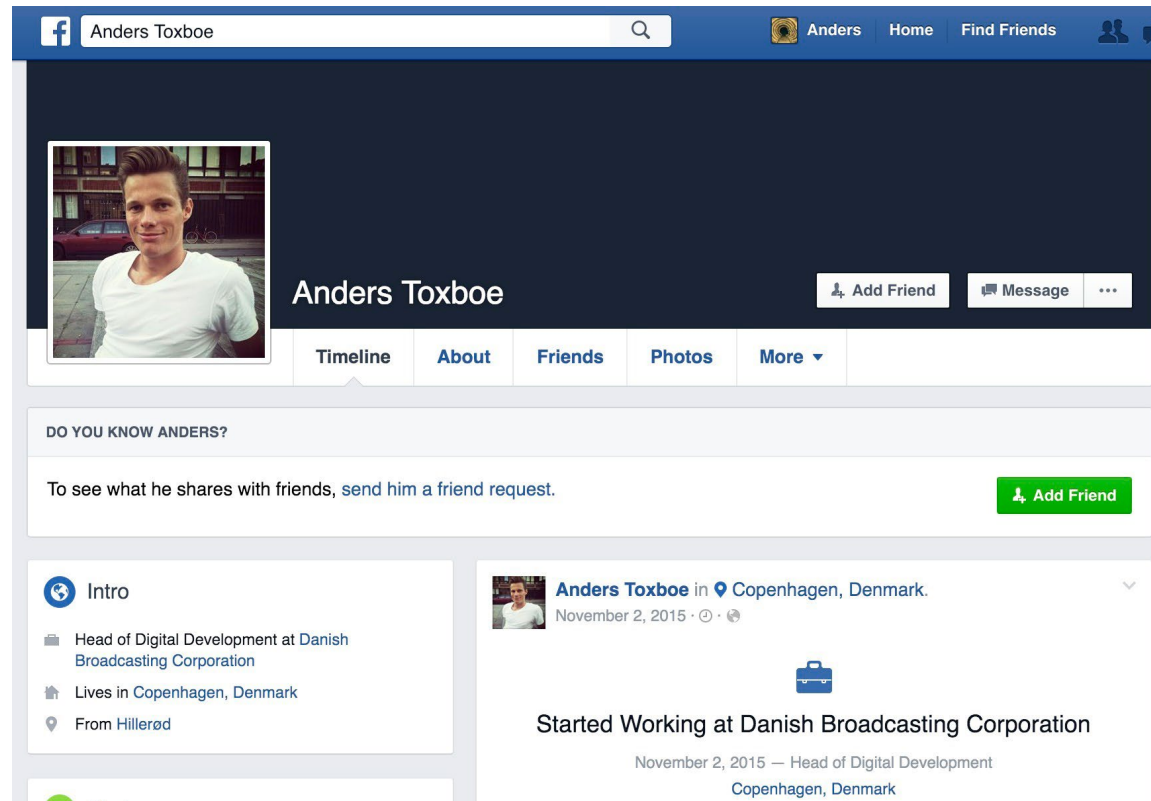 f
Anders Toxboe
Anders Home Find Friends
Anders Toxboe
Add Friend Message ...
Timeline About Friends Photos More
DO YOU KNOW ANDERS?
To see what he shares with friends, send him a friend request.
Add Friend
Intro
Head of Digital Development at Danish
Broadcasting Corporation
Lives in Copenhagen, Denmark
From Hillerød
Anders Toxboe in Copenhagen, Denmark.
November 2, 2015 · ·
Started Working at Danish Broadcasting Corporation
November 2, 2015 — Head of Digital Development
Copenhagen, Denmark